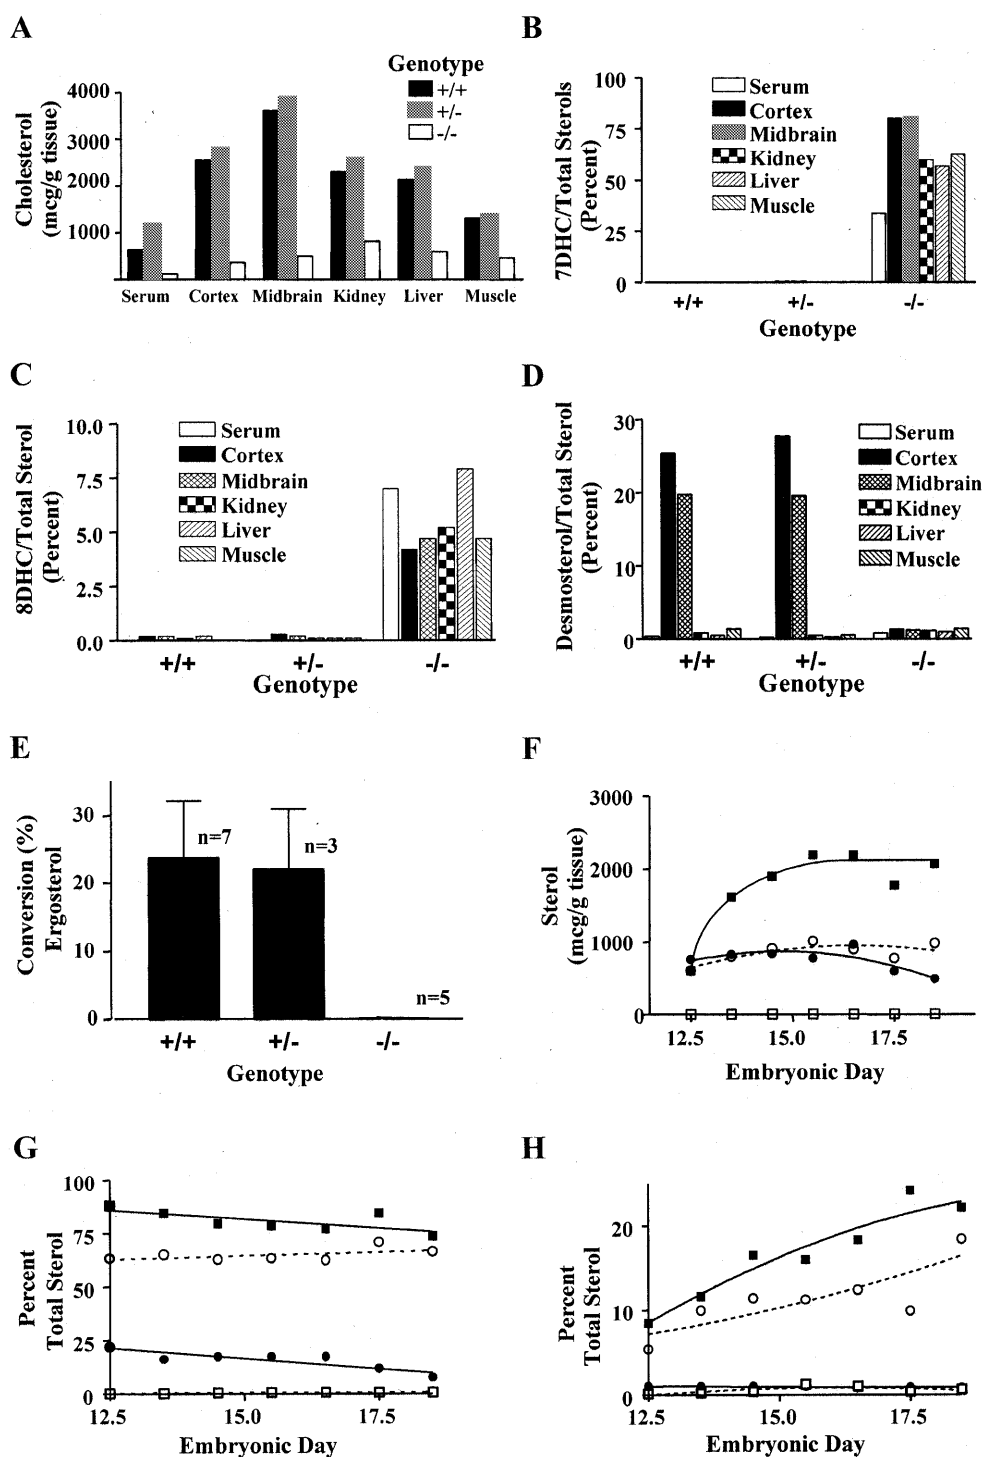 A
Genotype
+/+
+/-
-/-
Cholesterol
(mcg/g tissue)
4000
3000
2000
1000
Serum Cortex Midbrain Kidney Liver Muscle
B
7DHC/Total Sterols
(Percent)
100
75
50
25
0
Serum
Cortex
Midbrain
Kidney
Liver
Muscle
+/+ +/- -/-
Genotype
C
8DHC/Total Sterol
(Percent)
10.0
7.5
5.0
2.5
0.0
Serum
Cortex
Midbrain
Kidney
Liver
Muscle
+/+ +/- -/-
Genotype
D
Desmosterol/Total Sterol
(Percent)
30
20
10
0
Serum
Cortex
Midbrain
Kidney
Liver
Muscle
+/+ +/- -/-
Genotype
E
Conversion (%)
Ergosterol
30
20
10
0
n=7
n=3
n=5
+/+ +/- -/-
Genotype
F
Sterol
(mcg/g tissue)
3000
2000
1000
0
12.5 15.0 17.5
Embryonic Day
G
Percent
Total Sterol
100
75
50
25
0
12.5 15.0 17.5
Embryonic Day
H
Percent
Total Sterol
20
10
0
12.5 15.0 17.5
Embryonic Day